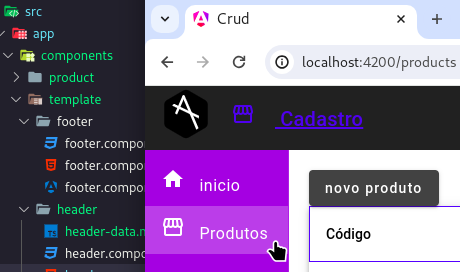 src
app
components
product
template
footer
footer.compo
footer.compo
footer.compo
header
header-data.m
header.compo
Crud
localhost:4200/products
Cadastro
inicio
Produtos
novo produto
Código